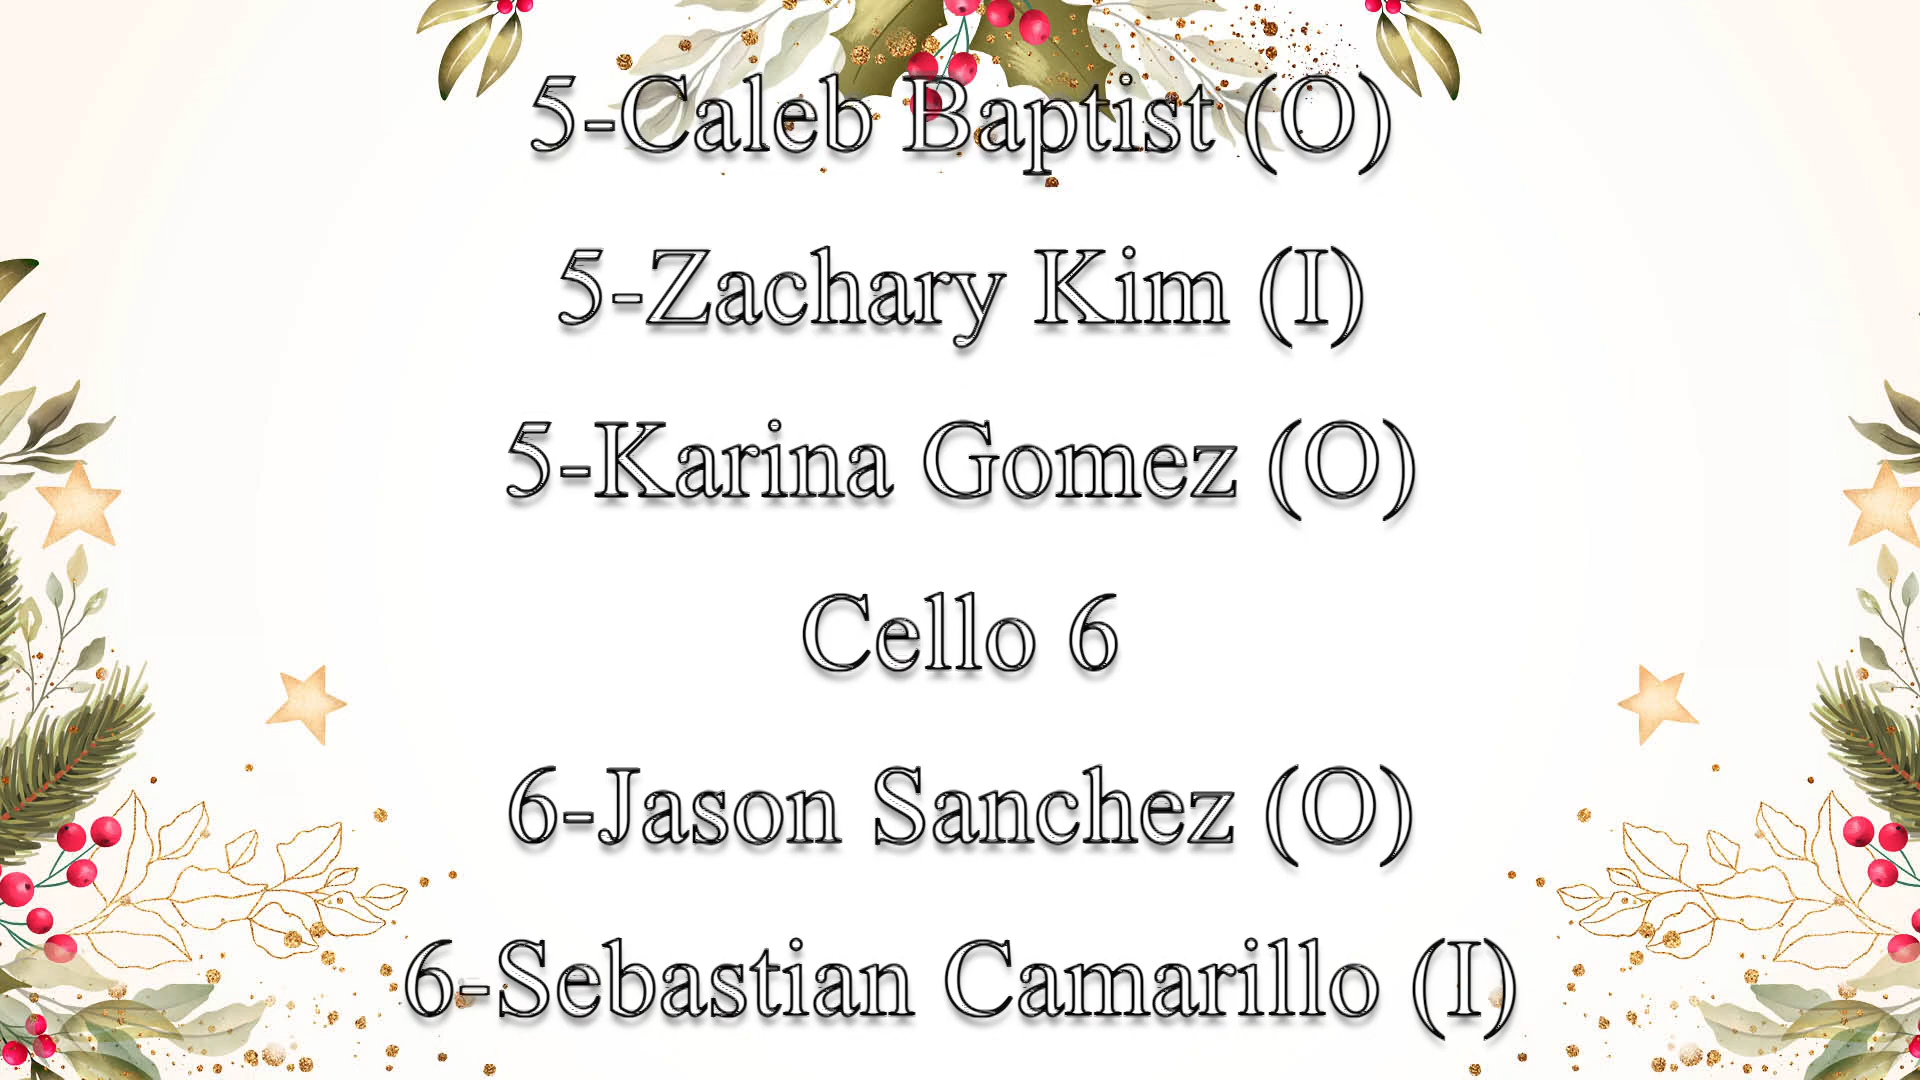 5-Caleb Baptist (O)
5-Zachary Kim (I)
5-Karina Gomez (O)
Cello 6
6-Jason Sanchez (O)
6-Sebastian Camarillo (I)